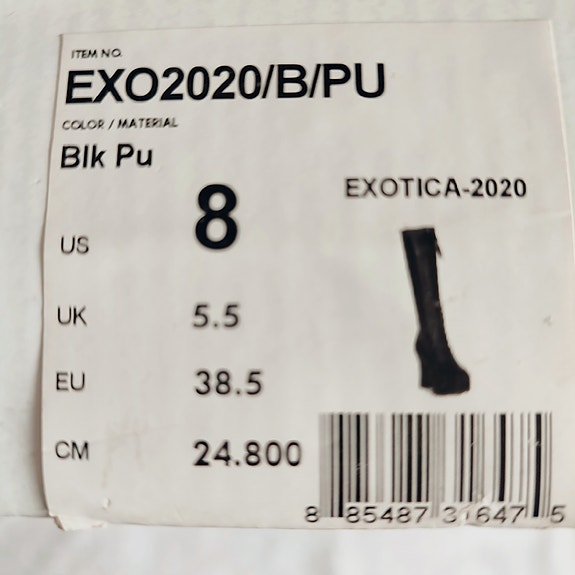 ITEM NO.
EXO2020/B/PU
COLOR / MATERIAL
Blk Pu
EXOTICA-2020
US 8
UK 5.5
EU 38.5
CM 24.800
8 85487 31647 5